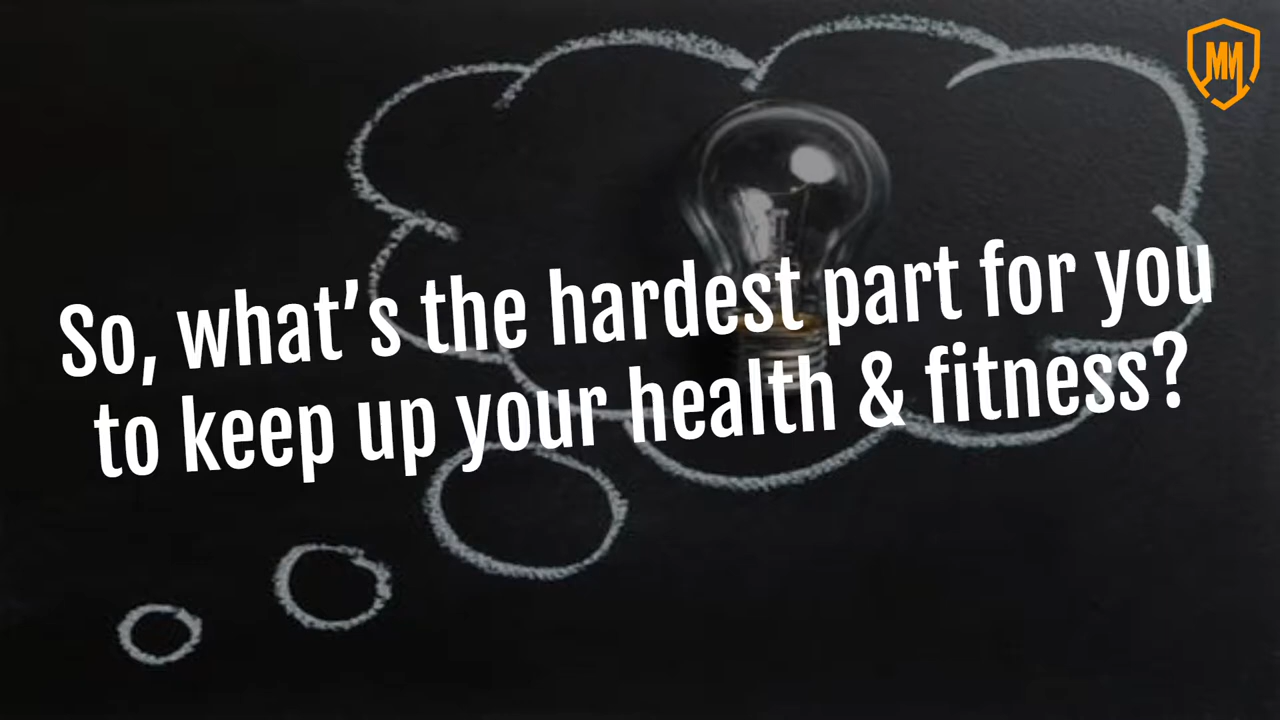 MM
So, what’s the hardest part for you
to keep up your health & fitness?